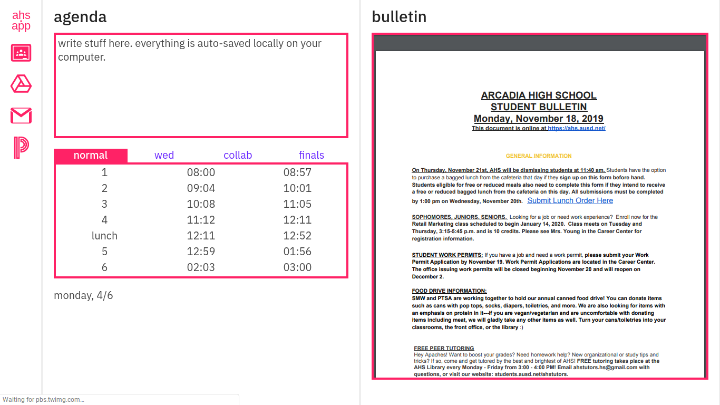 ahs
app
agenda
write stuff here. everything is auto-saved locally on your
computer.
normal wed collab finals
1 08:00 08:57
2 09:04 10:01
3 10:08 11:05
4 11:12 12:11
lunch 12:11 12:52
5 12:59 01:56
6 02:03 03:00
monday, 4/6
Waiting for pbs.twimg.com...
bulletin
ARCADIA HIGH SCHOOL
STUDENT BULLETIN
Monday, November 18, 2019
This document is online at https://ahs.ausd.net/
GENERAL INFORMATION
On Thursday, November 21st, AHS will be dismissing students at 11:40 am. Students have the option
to purchase a bagged lunch from the cafeteria that day if they sign up on this form before hand.
Students eligible for free or reduced meals also need to complete this form if they intend to receive
a free or reduced bagged lunch from the cafeteria on this day. All submissions must be completed
by 1:00 pm on Wednesday, November 20th. Submit Lunch Order Here
SOPHOMORES, JUNIORS, SENIORS, Looking for a job or need work experience? Enroll now for the
Retail Marketing class scheduled to begin January 14, 2020. Class meets on Tuesday and
Thursday, 3:15-5:45 p.m. and is 10 credits. Please see Mrs. Young in the Career Center for
registration information.
STUDENT WORK PERMITS: If you have a job and need a work permit, please submit your Work
Permit Application by November 19. Work Permit Applications are located in the Career Center.
The office issuing work permits will be closed beginning November 20 and will reopen on
December 2.
FOOD DRIVE INFORMATION:
SMW and PTSA are working together to hold our annual canned food drive! You can donate items
such as cans with pop tops, socks, diapers, toiletries, and more. We are also looking for items with
an emphasis on protein in it—if you are vegan/vegetarian and are uncomfortable with donating
items including meat, we will gladly take any other items as well. Turn your cans/toiletries into your
classrooms, the front office, or the library :)
FREE PEER TUTORING
Hey Apaches! Want to boost your grades? Need homework help? New organizational or study tips and
tricks? If so, come and get tutored by the best and brightest of AHS! FREE tutoring takes place at the
AHS Library every Monday - Friday from 3:00 - 4:00 PM! Email ahstutors.hs@gmail.com with
questions, or visit our website: students.ausd.net/ahstutors.